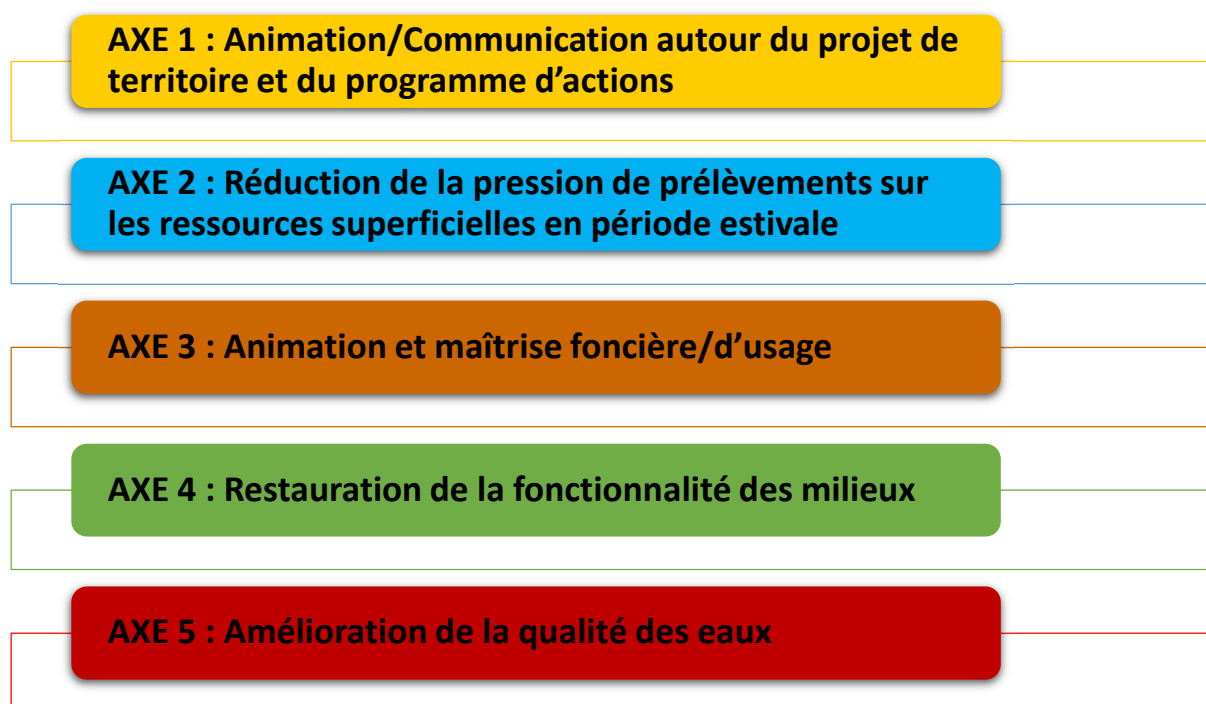 AXE 1 : Animation/Communication autour du projet de
territoire et du programme d’actions
AXE 2 : Réduction de la pression de prélèvements sur
les ressources superficielles en période estivale
AXE 3 : Animation et maîtrise foncière/d’usage
AXE 4 : Restauration de la fonctionnalité des milieux
AXE 5 : Amélioration de la qualité des eaux